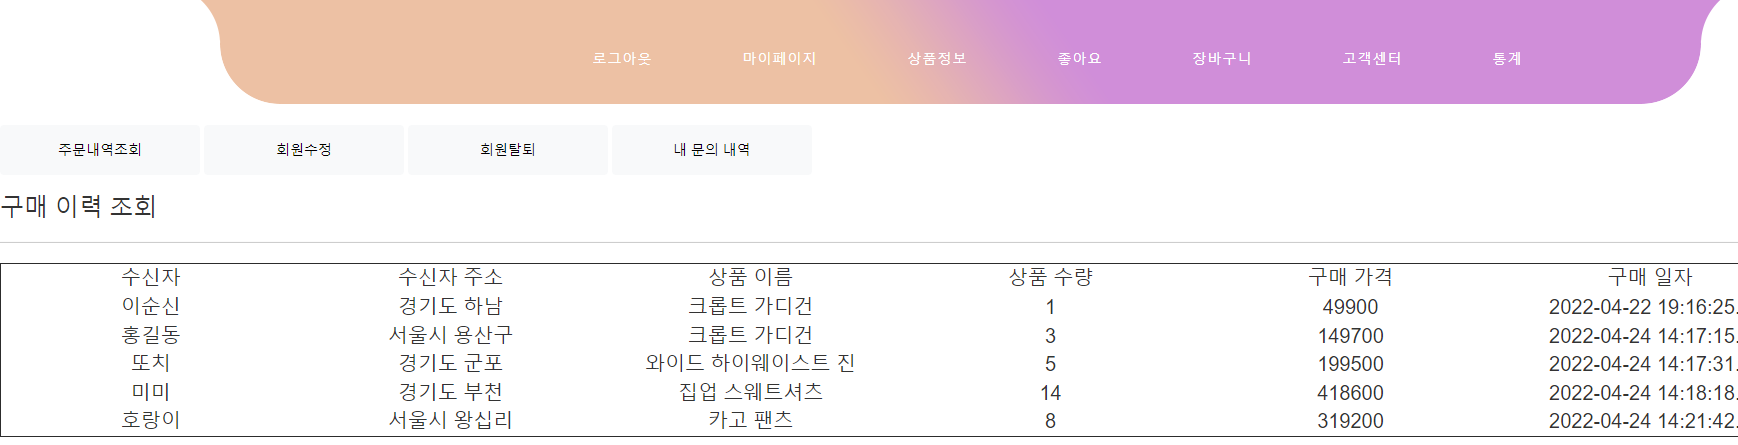 로그아웃 마이페이지 상품정보 좋아요 장바구니 고객센터 통계
주문내역조회 회원수정 회원탈퇴 내 문의 내역
구매 이력 조회
수신자 수신자 주소 상품 이름 상품 수량 구매 가격 구매 일자
이순신 경기도 하남 크롭트 가디건 1 49900 2022-04-22 19:16:25.
홍길동 서울시 용산구 크롭트 가디건 3 149700 2022-04-24 14:17:15.
또치 경기도 군포 와이드 하이웨이스트 진 5 199500 2022-04-24 14:17:31.
미미 경기도 부천 집업 스웨트셔츠 14 418600 2022-04-24 14:18:18.
호랑이 서울시 왕십리 카고 팬츠 8 319200 2022-04-24 14:21:42.